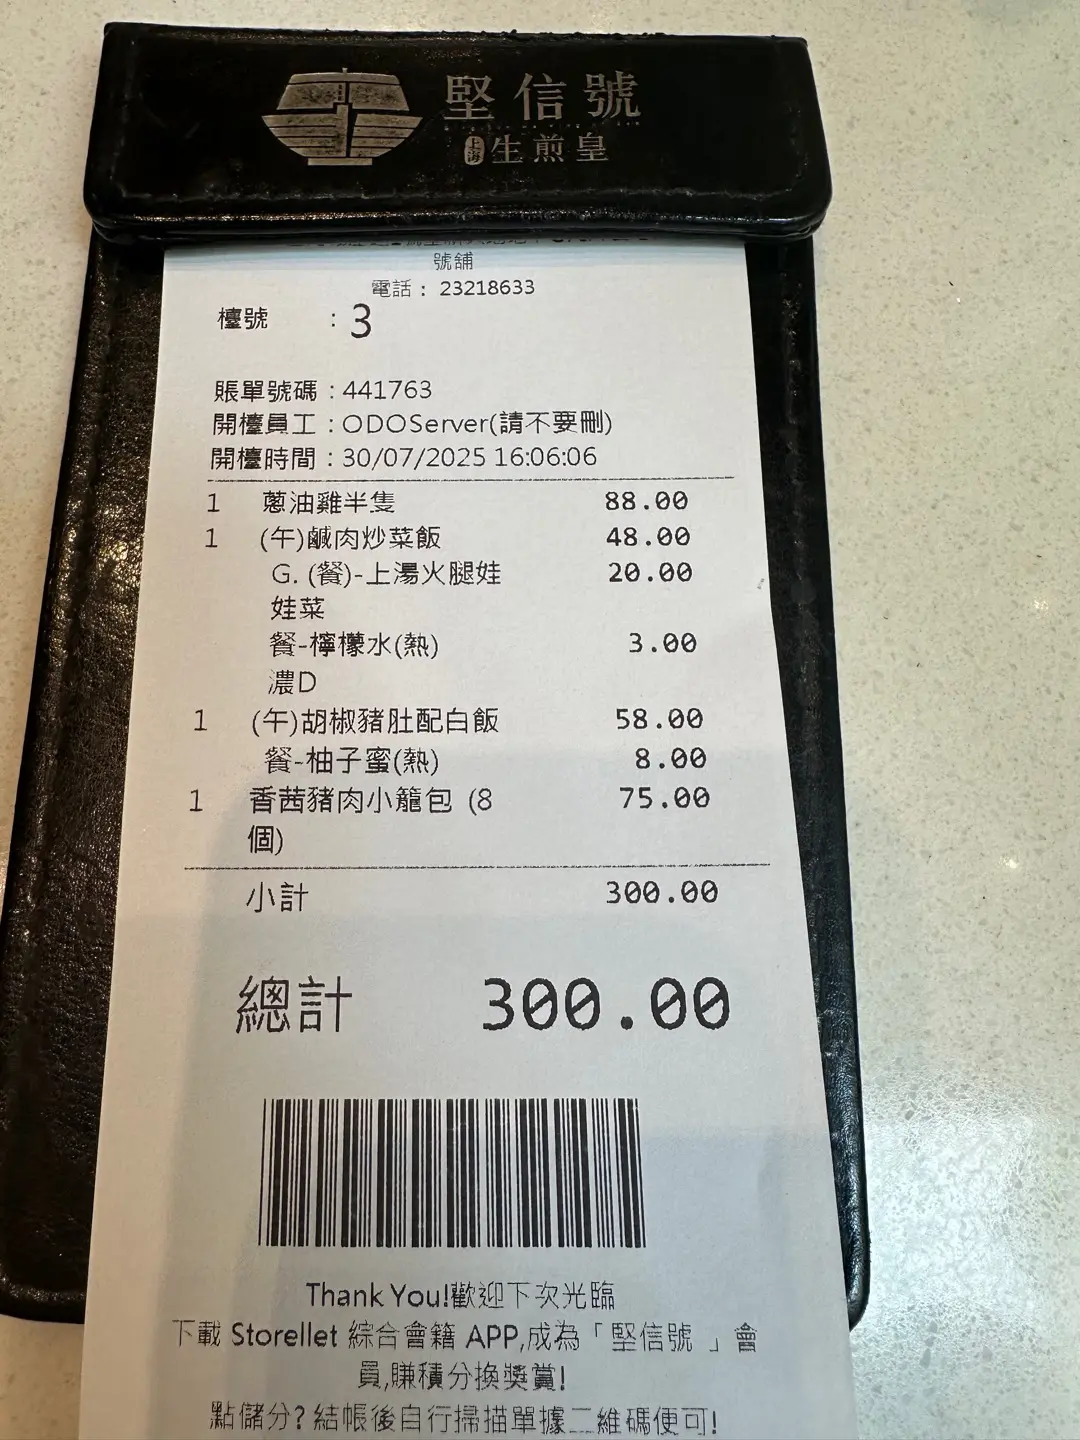 堅信號
上海生煎皇
號舖
電話： 23218633
檯號 ：3
賬單號碼：441763
開檯員工：ODOServer(請不要刪)
開檯時間：30/07/2025 16:06:06
1 蔥油雞半隻 88.00
1 (午)鹹肉炒菜飯 48.00
G. (餐)-上湯火腿娃 20.00
娃菜
餐-檸檬水(熱) 3.00
濃D
1 (午)胡椒豬肚配白飯 58.00
餐-柚子蜜(熱) 8.00
1 香茜豬肉小籠包 (8 75.00
個)
小計 300.00
總計 300.00
Thank You!歡迎下次光臨
下載 Storellet 綜合會籍 APP,成為「堅信號 」會
員,賺積分換獎賞!
點儲分? 結帳後自行掃描單據二維碼便可!